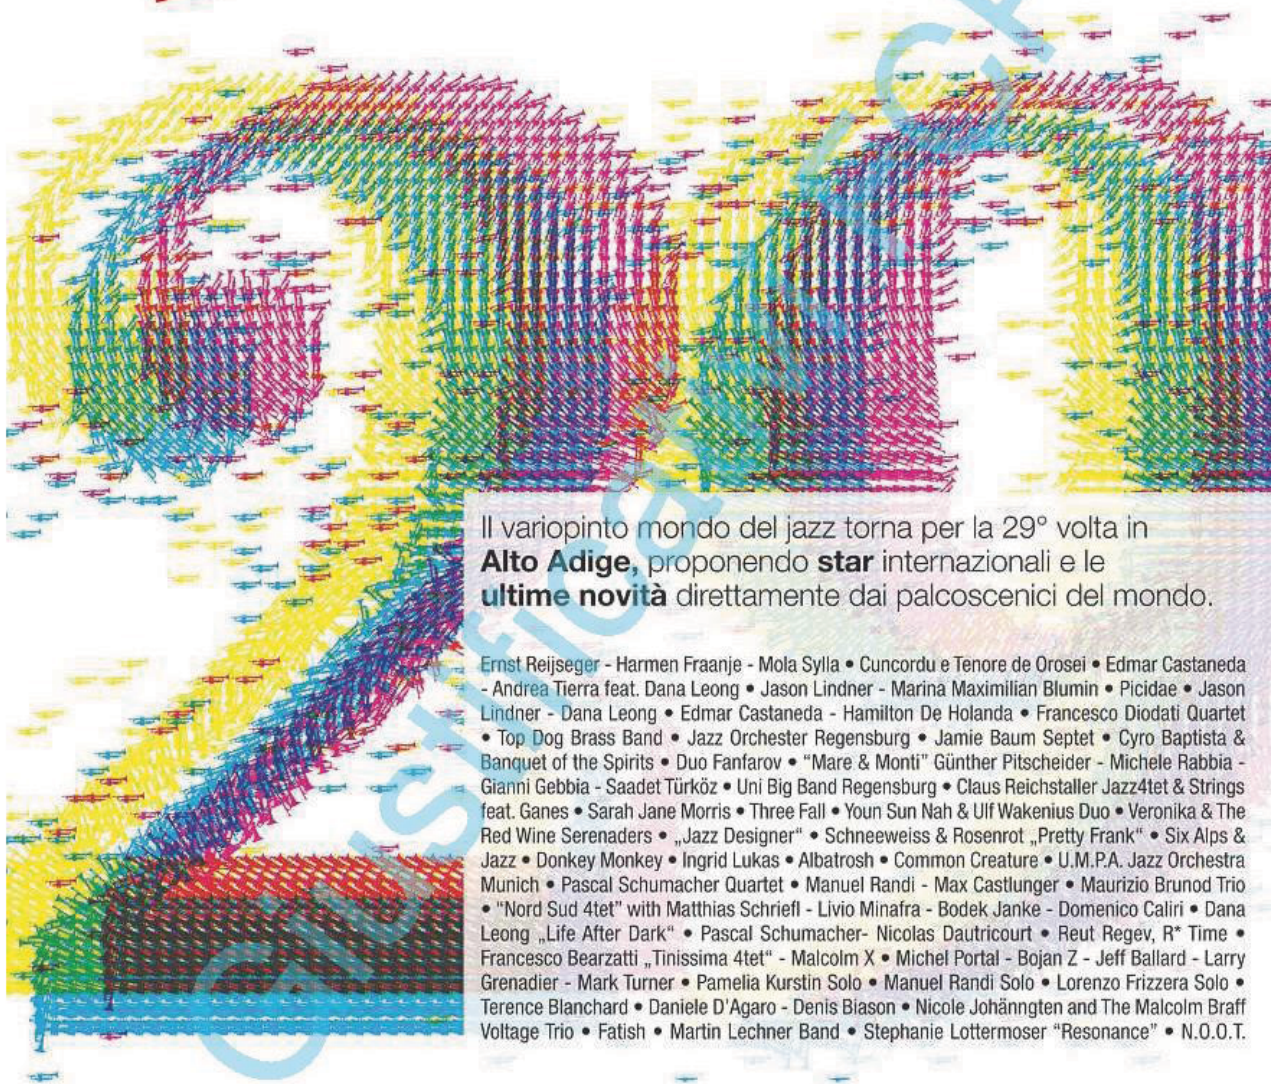 Il variopinto mondo del jazz torna per la 29° volta in
Alto Adige, proponendo star internazionali e le
ultime novità direttamente dai palcoscenici del mondo.
Ernst Reijseger - Harmen Fraanje - Mola Sylla • Cuncordu e Tenore de Orosei • Edmar Castaneda
- Andrea Tierra feat. Dana Leong • Jason Lindner - Marina Maximilian Blumin • Picidae • Jason
Lindner - Dana Leong • Edmar Castaneda - Hamilton De Holanda • Francesco Diodati Quartet
• Top Dog Brass Band • Jazz Orchester Regensburg • Jamie Baum Septet • Cyro Baptista &
Banquet of the Spirits • Duo Fanfarov • “Mare & Monti” Günther Pitscheider - Michele Rabbia -
Gianni Gebbia - Saadet Türköz • Uni Big Band Regensburg • Claus Reichstaller Jazz4tet & Strings
feat. Ganes • Sarah Jane Morris • Three Fall • Youn Sun Nah & Ulf Wakenius Duo • Veronika & The
Red Wine Serenaders • „Jazz Designer“ • Schneeweiss & Rosenrot „Pretty Frank“ • Six Alps &
Jazz • Donkey Monkey • Ingrid Lukas • Albatrosh • Common Creature • U.M.P.A. Jazz Orchestra
Munich • Pascal Schumacher Quartet • Manuel Randi - Max Castlunger • Maurizio Brunod Trio
• “Nord Sud 4tet” with Matthias Schriefl - Livio Minafra - Bodek Janke - Domenico Caliri • Dana
Leong „Life After Dark“ • Pascal Schumacher- Nicolas Dautricourt • Reut Regev, R* Time •
Francesco Bearzatti „Tinissima 4tet“ - Malcolm X • Michel Portal - Bojan Z - Jeff Ballard - Larry
Grenadier - Mark Turner • Pamelia Kurstin Solo • Manuel Randi Solo • Lorenzo Frizzera Solo •
Terence Blanchard • Daniele D'Agaro - Denis Biason • Nicole Johänngten and The Malcolm Braff
Voltage Trio • Fatish • Martin Lechner Band • Stephanie Lottermoser “Resonance” • N.O.O.T.